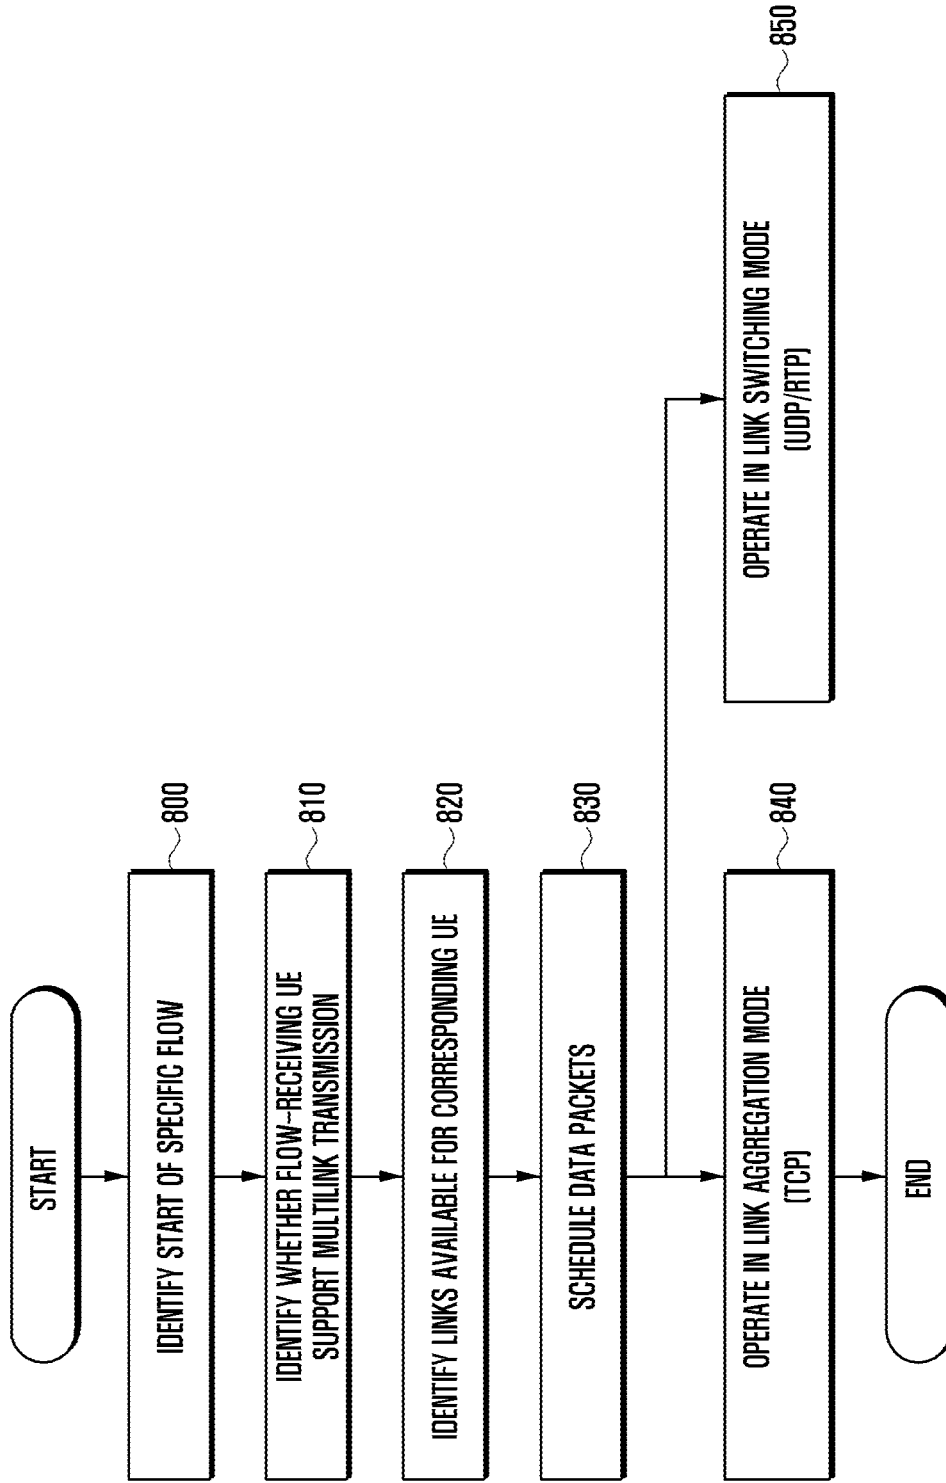 START
IDENTIFY START OF SPECIFIC FLOW
800
IDENTIFY WHETHER FLOW-RECEIVING UE
SUPPORT MULTILINK TRANSMISSION
810
IDENTIFY LINKS AVAILABLE FOR CORRESPONDING UE
820
SCHEDULE DATA PACKETS
830
OPERATE IN LINK AGGREGATION MODE
(TCP)
840
OPERATE IN LINK SWITCHING MODE
(UDP/RTP)
850
END